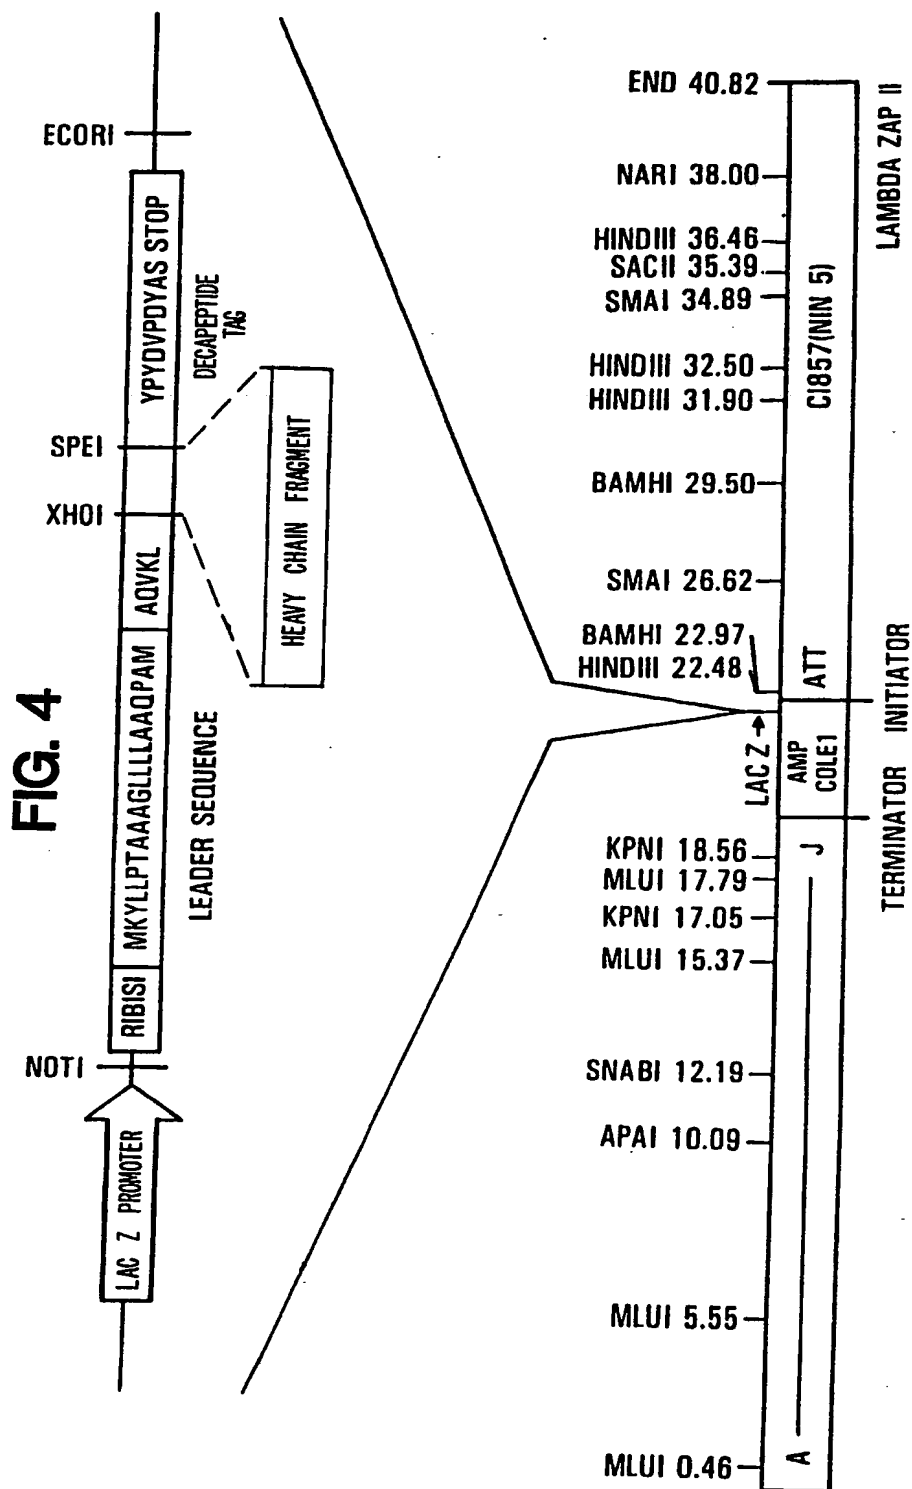 FIG. 4
LAC Z PROMOTER
NOTI
RIBISI
MKYLLPTAAAGLLLLAAQPAM
LEADER SEQUENCE
AQVKL
XHOI
SPEI
YPYDVPDYAS STOP
DECAPEPTIDE
TAG
ECORI
HEAVY CHAIN FRAGMENT
MLUI 0.46
MLUI 5.55
APAI 10.09
SNABI 12.19
MLUI 15.37
KPNI 17.05
MLUI 17.79
KPNI 18.56
LAC Z
HINDIII 22.48
BAMHI 22.97
SMAI 26.62
BAMHI 29.50
HINDIII 31.90
HINDIII 32.50
SMAI 34.89
SACII 35.39
HINDIII 36.46
NARI 38.00
END 40.82
A
J
AMP
COLE1
ATT
CI857(NIN 5)
TERMINATOR
INITIATOR
LAMBDA ZAP II